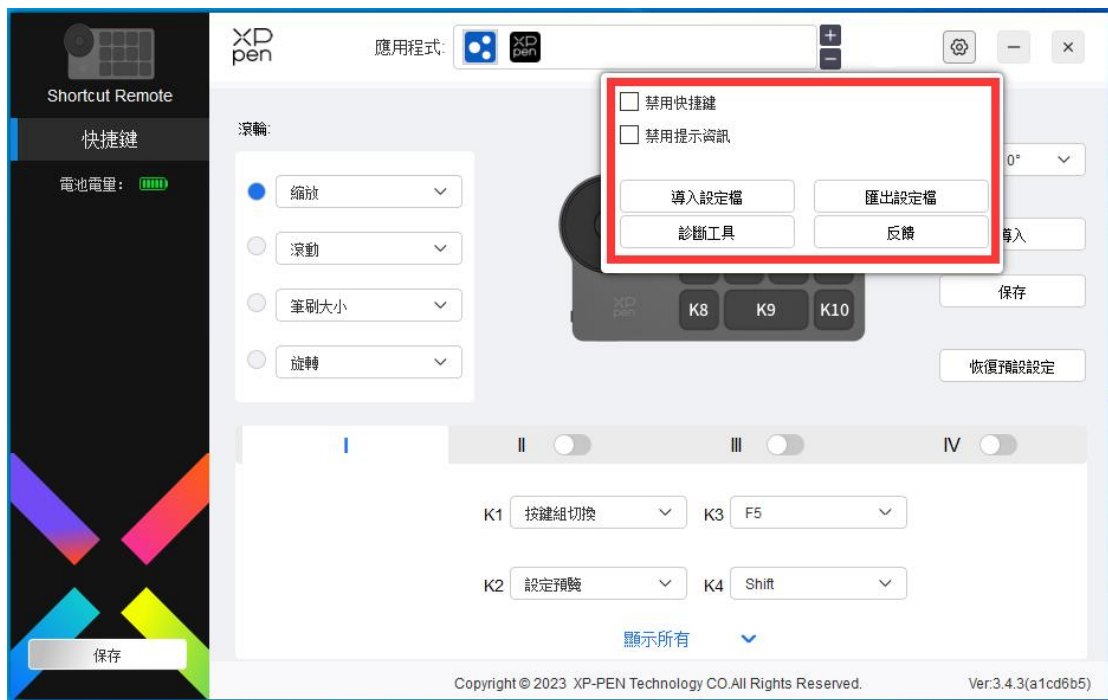 XP
pen
應用程式:
XP
pen
Shortcut Remote
快捷鍵
電池電量:
禁用快捷鍵
禁用提示資訊
導入設定檔
匯出設定檔
診斷工具
反饋
滾輪:
縮放
滾動
筆刷大小
旋轉
XP
pen
K8
K9
K10
0°
導入
保存
恢復預設設定
I
II
III
IV
K1
按鍵組切換
K3
F5
K2
設定預覽
K4
Shift
顯示所有
保存
Copyright © 2023 XP-PEN Technology CO.All Rights Reserved.
Ver:3.4.3(a1cd6b5)